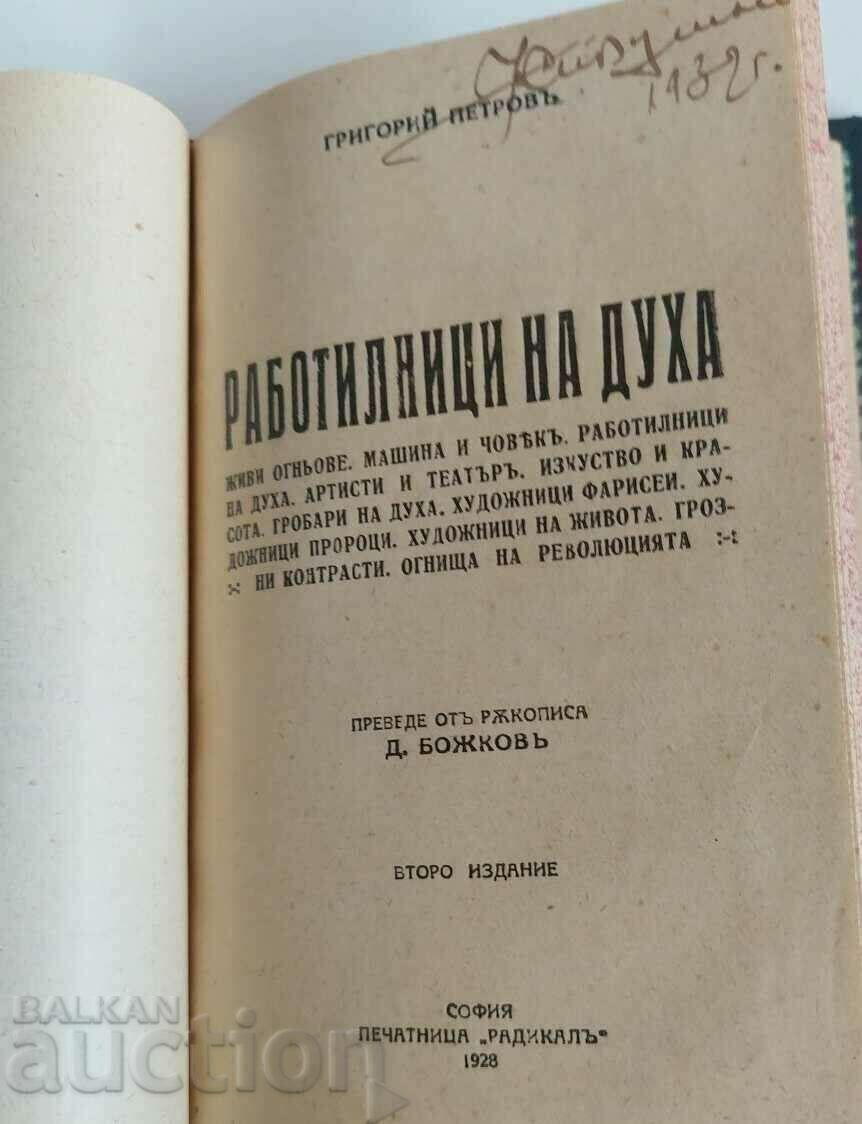 1932 г.
ГРИГОРИЙ ПЕТРОВЪ
РАБОТИЛНИЦИ НА ДУХА
ЖИВИ ОГНЬОВЕ. МАШИНА И ЧОВѢКЪ. РАБОТИЛНИЦИ
НА ДУХА. АРТИСТИ И ТЕАТЪРЪ. ИЗКУСТВО И КРА-
СОТА. ГРОБАРИ НА ДУХА. ХУДОЖНИЦИ ФАРИСЕИ. ХУ-
ДОЖНИЦИ ПРОРОЦИ. ХУДОЖНИЦИ НА ЖИВОТА. ГРОЗ-
НИ КОНТРАСТИ. ОГНИЩА НА РЕВОЛЮЦИЯТА
ПРЕВЕДЕ ОТЪ РѪКОПИСА
Д. БОЖКОВЪ
ВТОРО ИЗДАНИЕ
СОФИЯ
ПЕЧАТНИЦА „РАДИКАЛЪ“
1928
BALKAN
auction